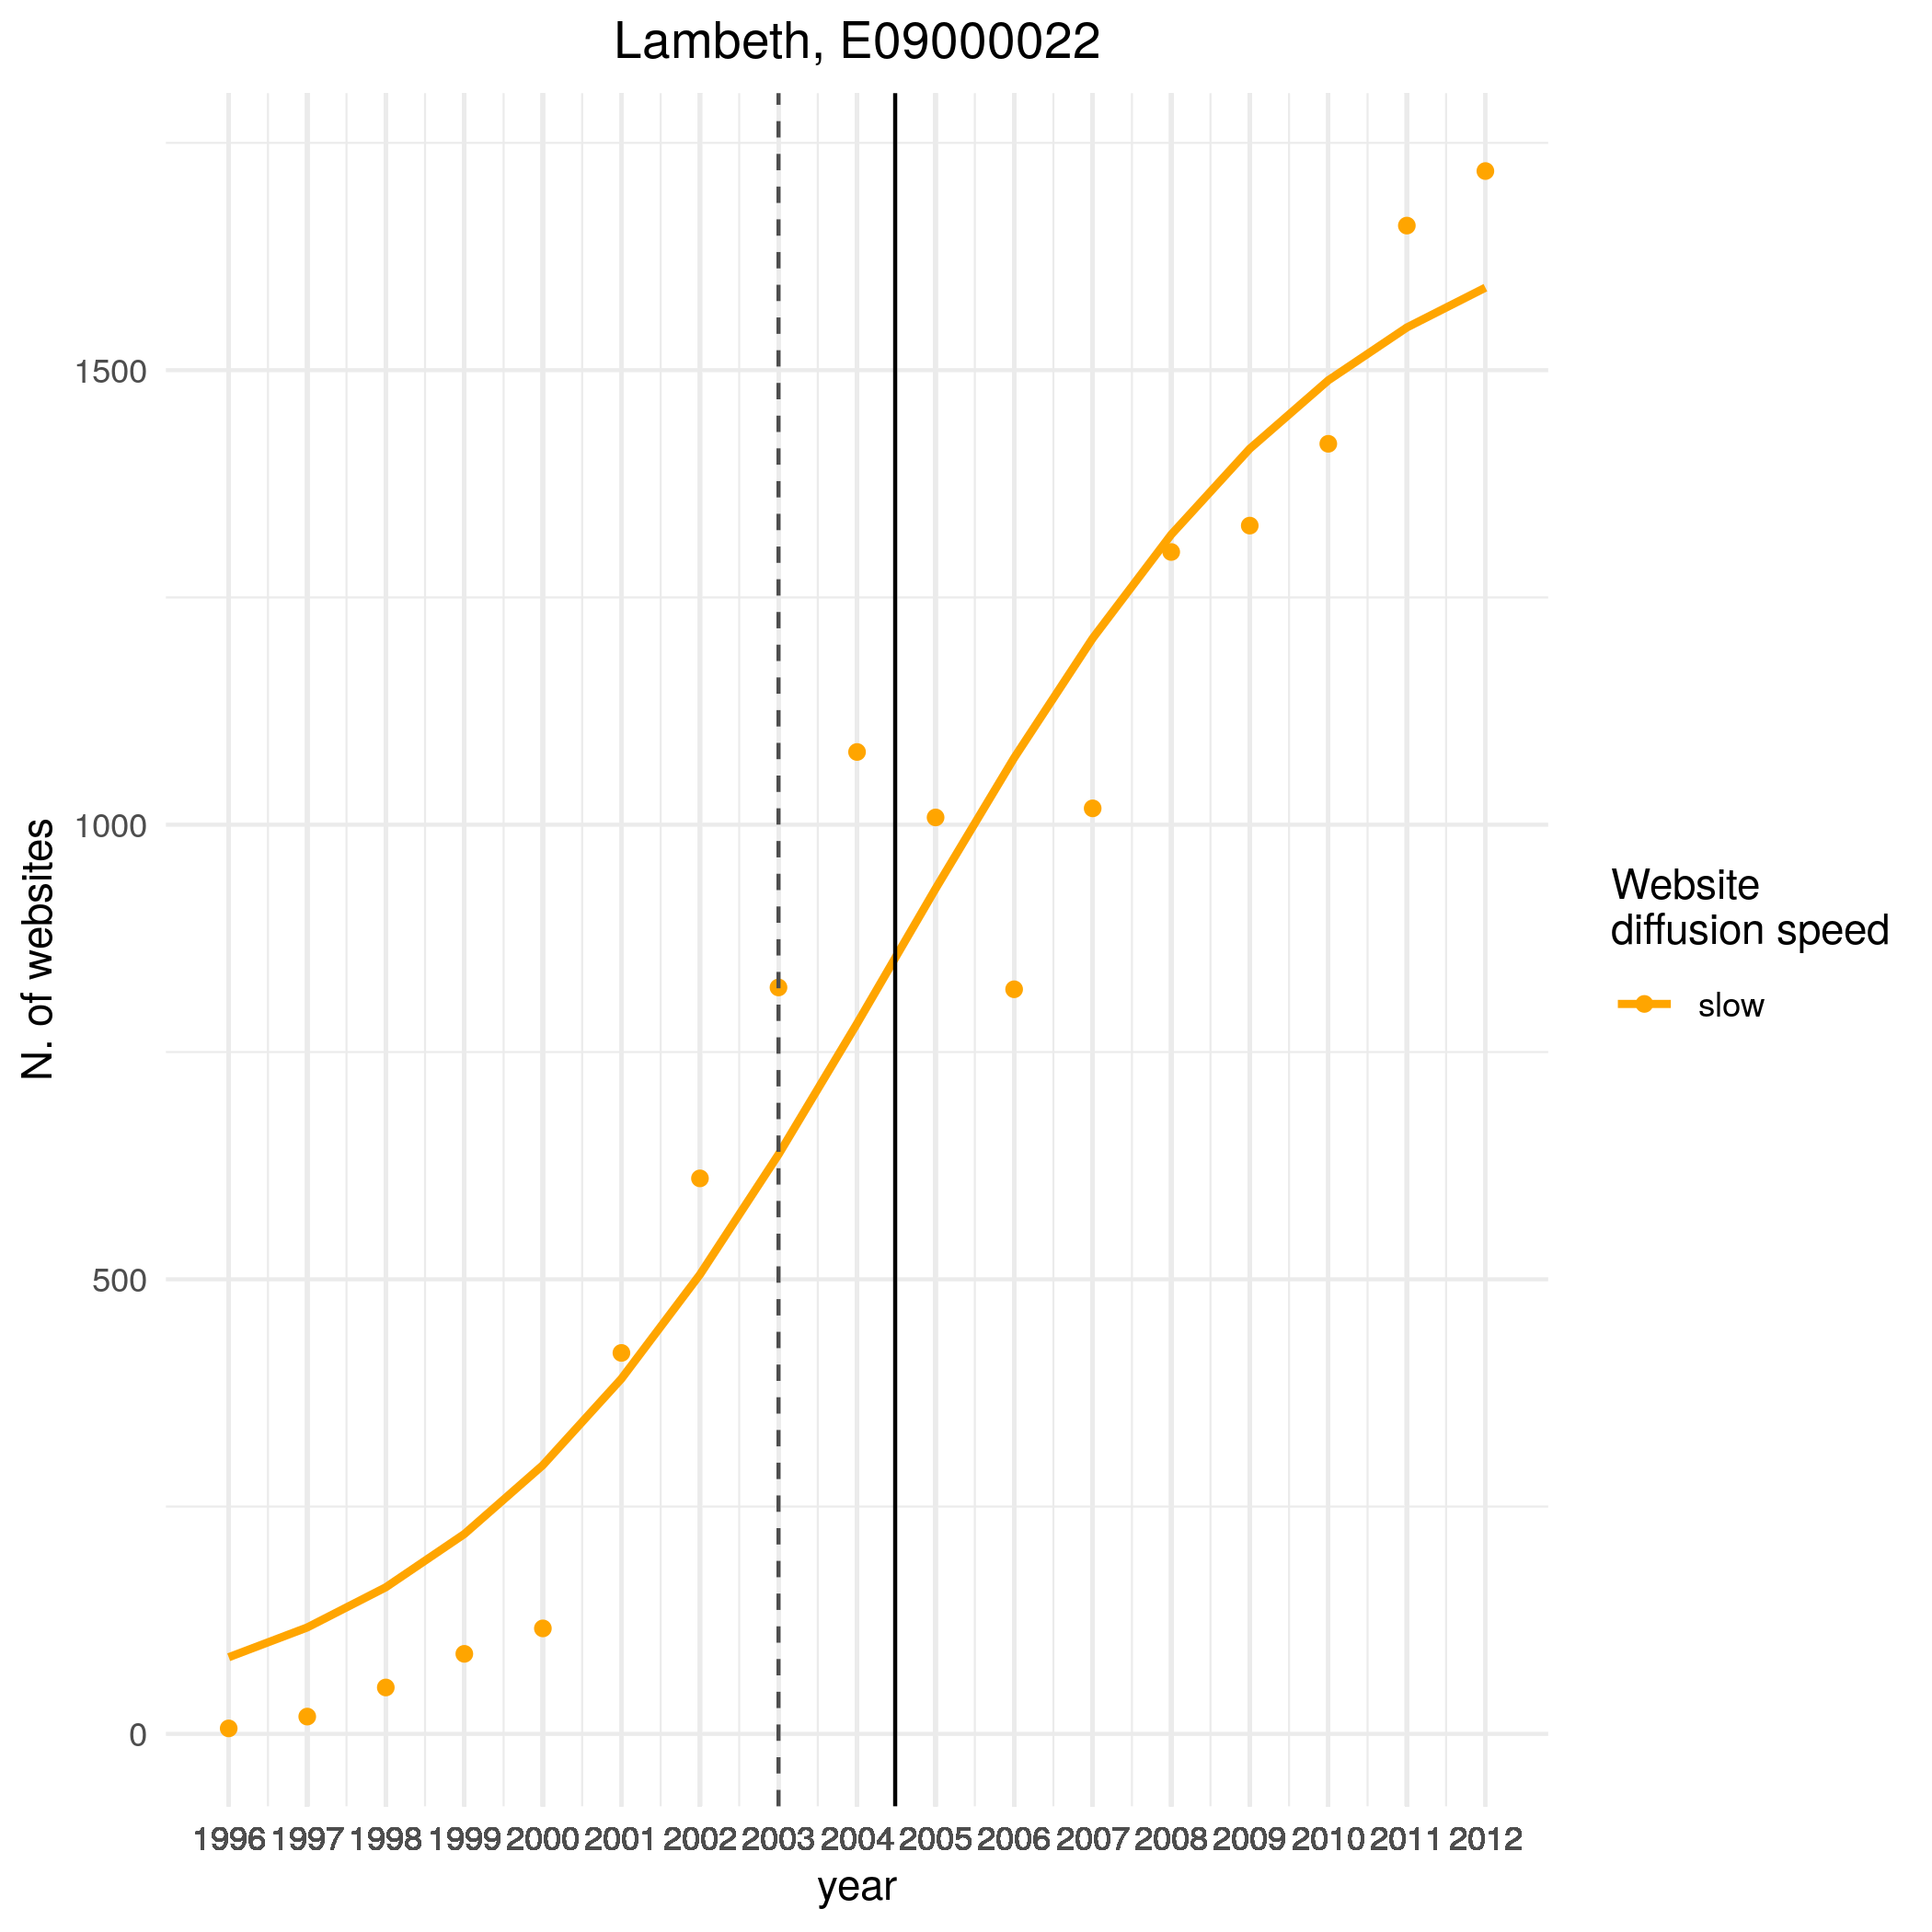 Lambeth, E09000022
N. of websites
1500
1000
500
0
1996 1997 1998 1999 2000 2001 2002 2003 2004 2005 2006 2007 2008 2009 2010 2011 2012
year
Website
diffusion speed
slow